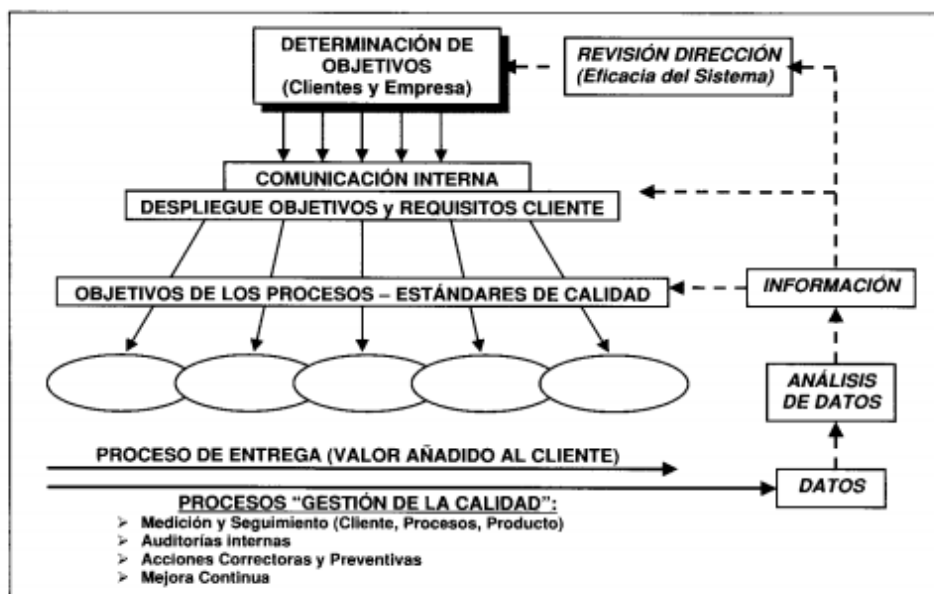 DETERMINACIÓN DE
OBJETIVOS
(Clientes y Empresa)
REVISIÓN DIRECCIÓN
(Eficacia del Sistema)
COMUNICACIÓN INTERNA
DESPLIEGUE OBJETIVOS y REQUISITOS CLIENTE
OBJETIVOS DE LOS PROCESOS – ESTÁNDARES DE CALIDAD
INFORMACIÓN
ANÁLISIS
DE DATOS
PROCESO DE ENTREGA (VALOR AÑADIDO AL CLIENTE)
DATOS
PROCESOS “GESTIÓN DE LA CALIDAD”:
➢ Medición y Seguimiento (Cliente, Procesos, Producto)
➢ Auditorías internas
➢ Acciones Correctoras y Preventivas
➢ Mejora Continua